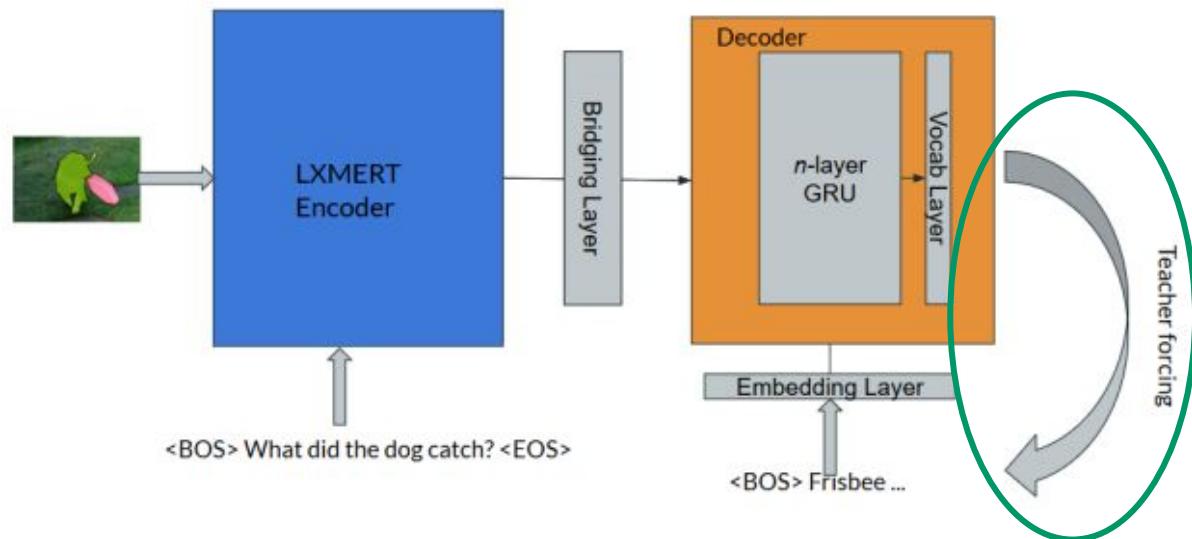 Decoder
LXMERT
Encoder
Bridging Layer
n-layer
GRU
Vocab Layer
Teacher forcing
Embedding Layer
<BOS> What did the dog catch? <EOS>
<BOS> Frisbee ...